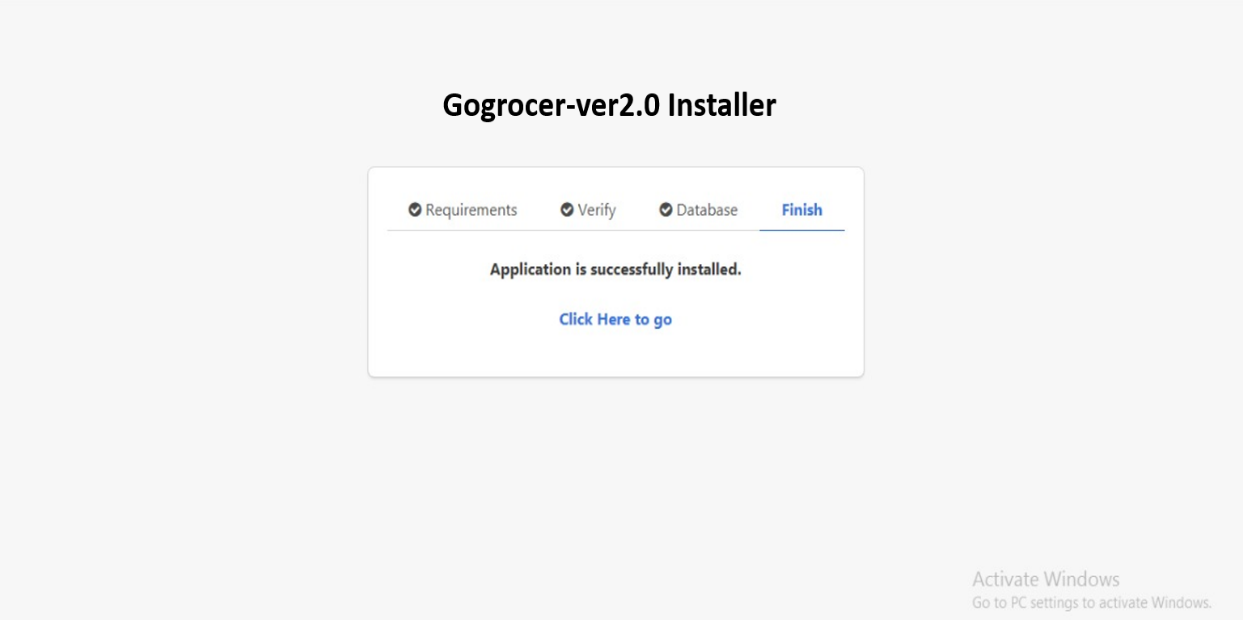 Gogrocer-ver2.0 Installer
Requirements Verify Database Finish
Application is successfully installed.
Click Here to go
Activate Windows
Go to PC settings to activate Windows.